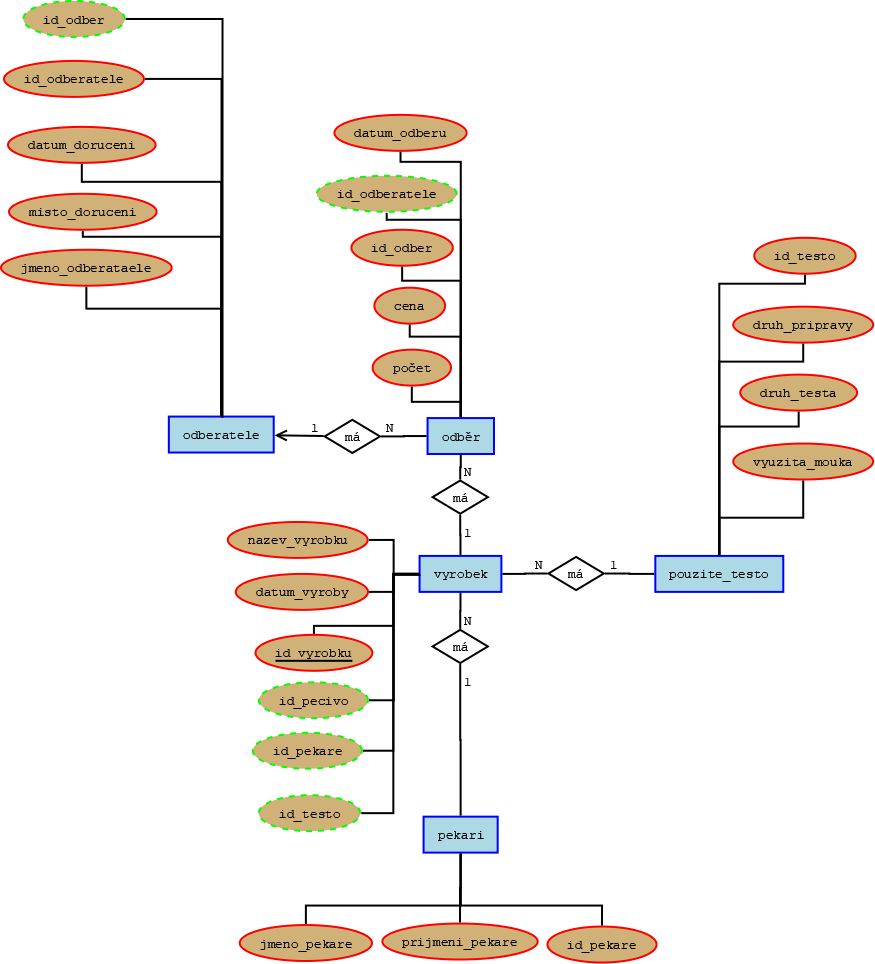 id_odber
id_odberatele
datum_doruceni
misto_doruceni
jmeno_odberataele
datum_odberu
id_odberatele
id_odber
cena
počet
id_testo
druh_pripravy
druh_testa
vyuzita_mouka
odberatele
1
má
N
odběr
N
má
1
nazev_vyrobku
datum_vyroby
id_vyrobku
id_pecivo
id_pekare
id_testo
vyrobek
N
má
1
pouzite_testo
N
má
1
pekari
jmeno_pekare
prijmeni_pekare
id_pekare